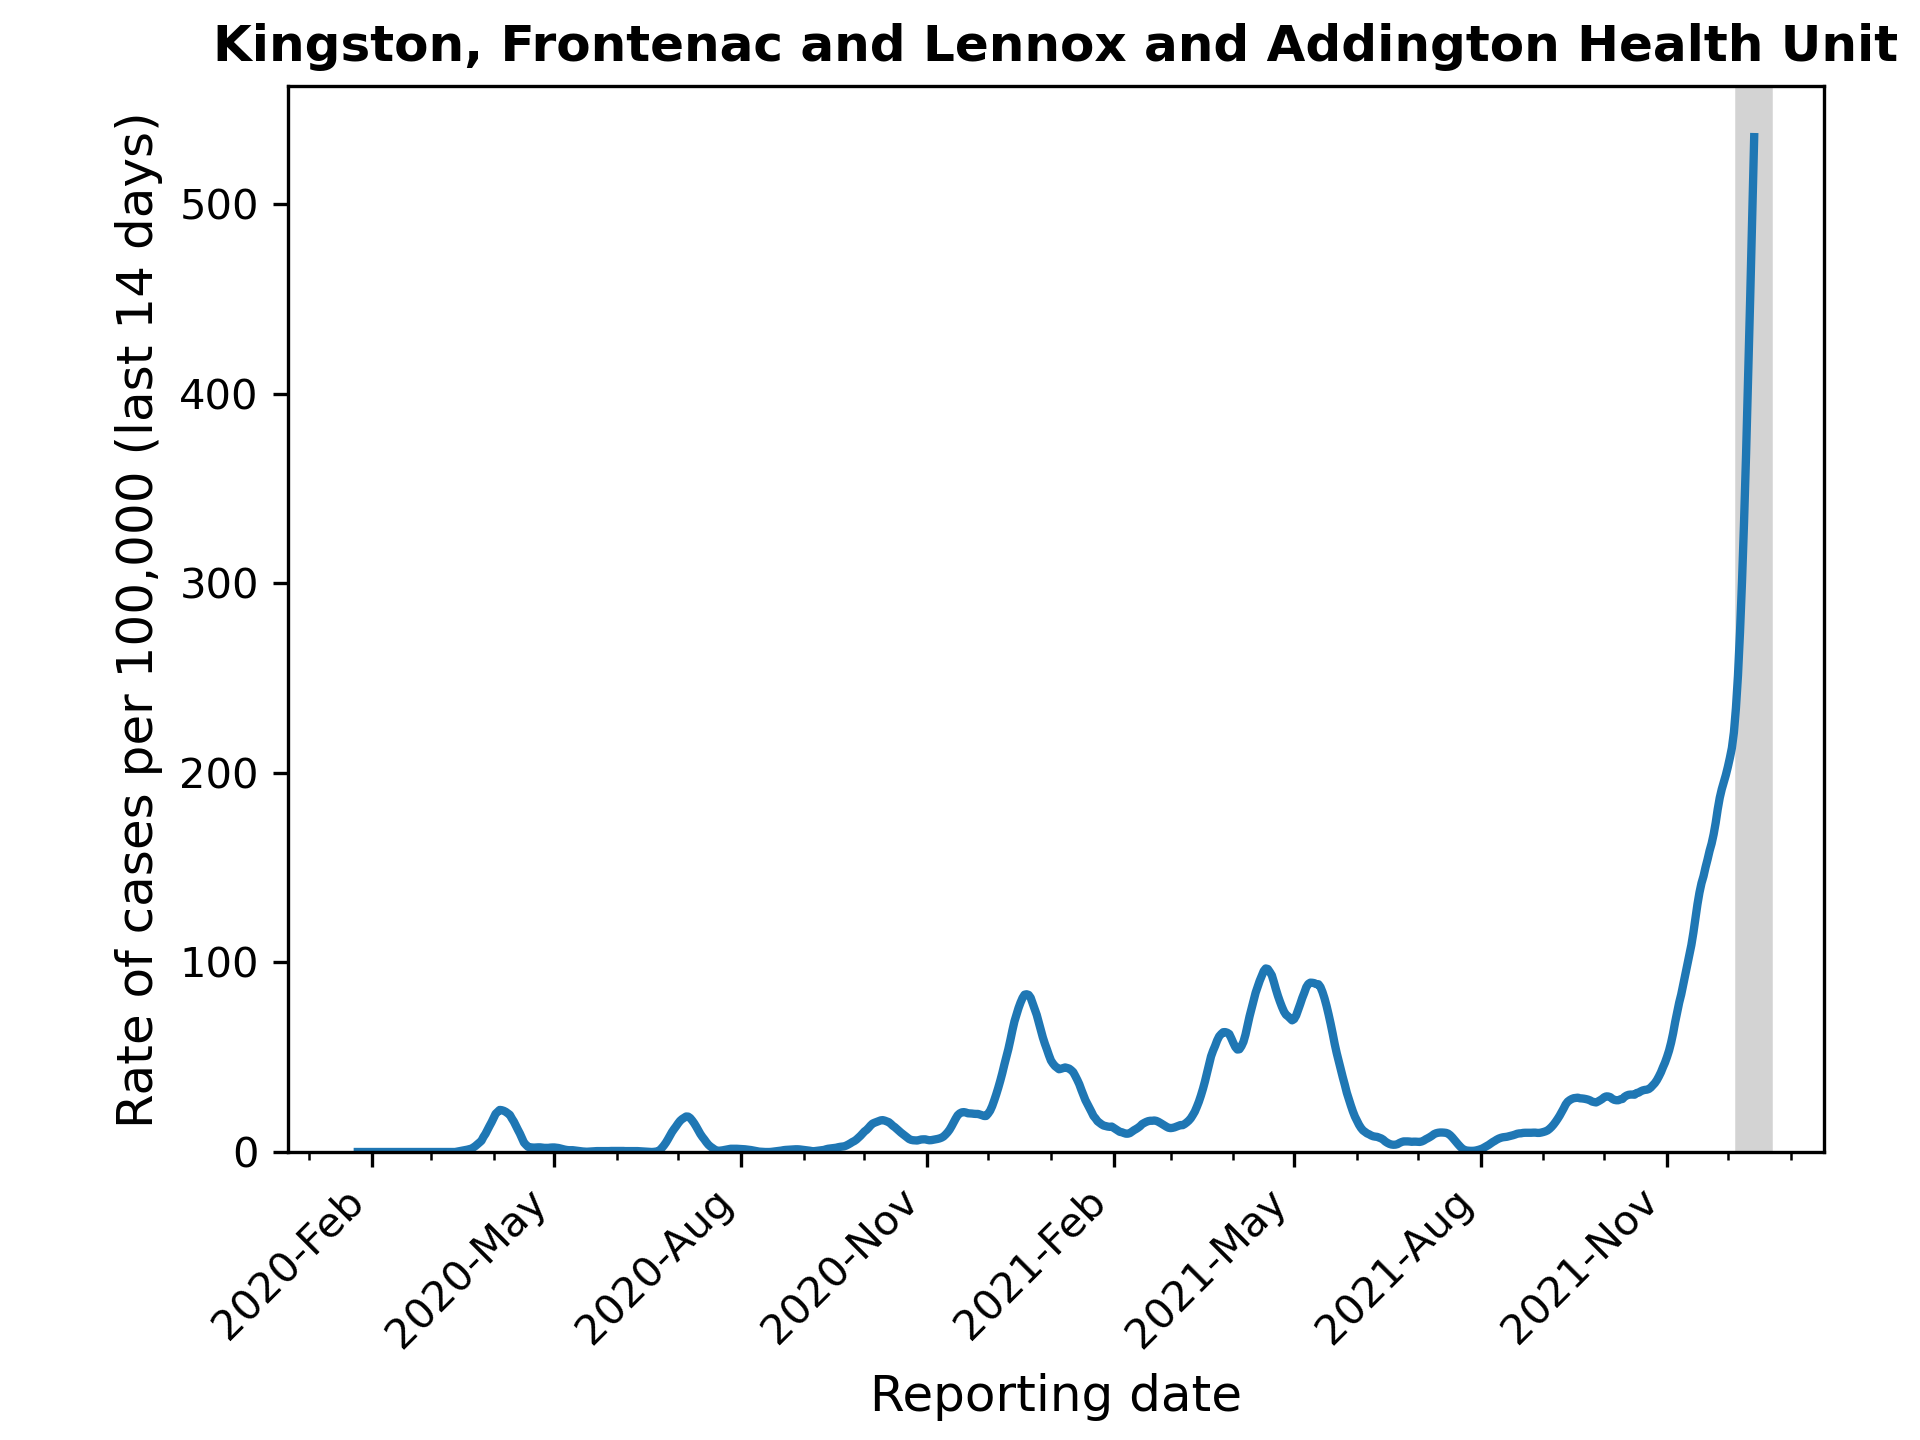 Kingston, Frontenac and Lennox and Addington Health Unit
Rate of cases per 100,000 (last 14 days)
500
400
300
200
100
0
2020-Feb
2020-May
2020-Aug
2020-Nov
2021-Feb
2021-May
2021-Aug
2021-Nov
Reporting date